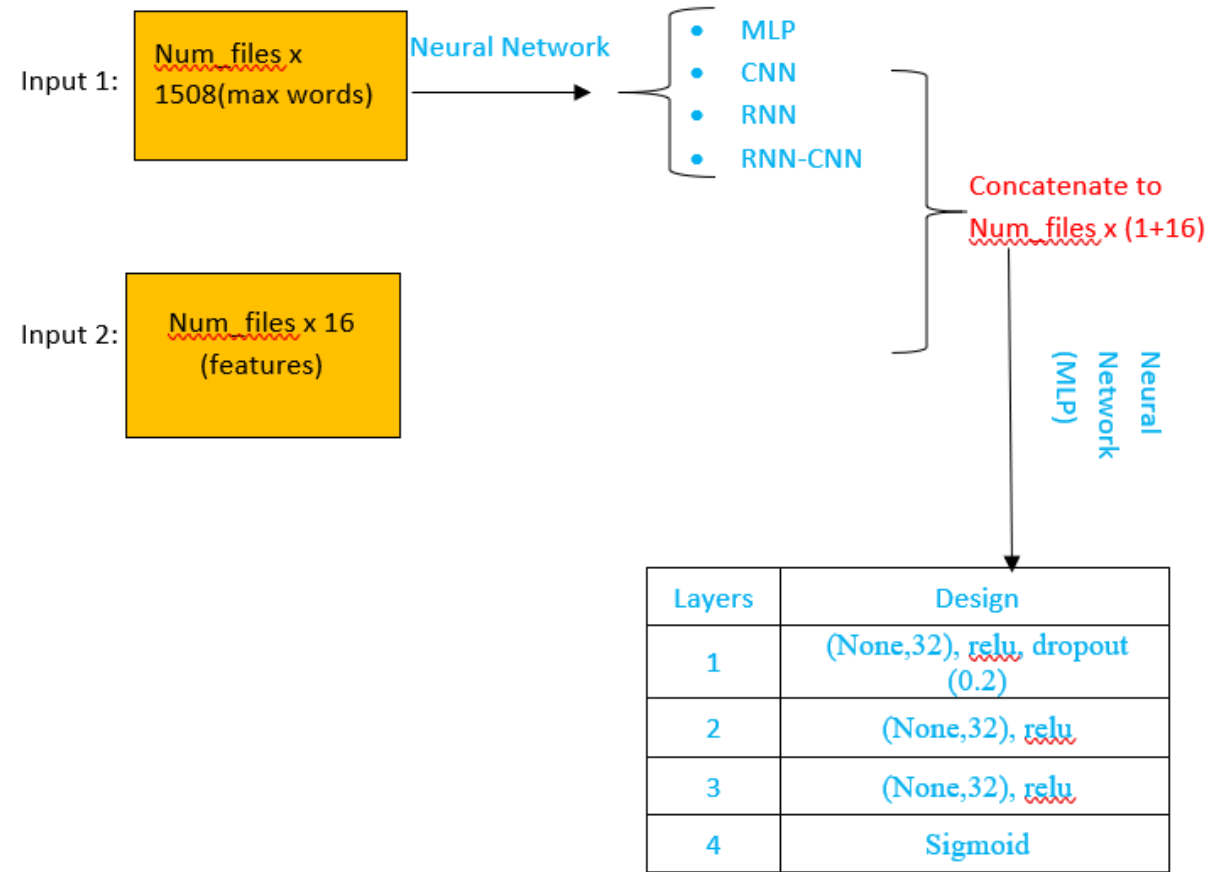 Input 1:
Num_files x
1508(max words)
Neural Network
• MLP
• CNN
• RNN
• RNN-CNN
Concatenate to
Num_files x (1+16)
Input 2:
Num_files x 16
(features)
Neural
Network
(MLP)
Layers Design
1 (None,32), relu, dropout
(0.2)
2 (None,32), relu
3 (None,32), relu
4 Sigmoid